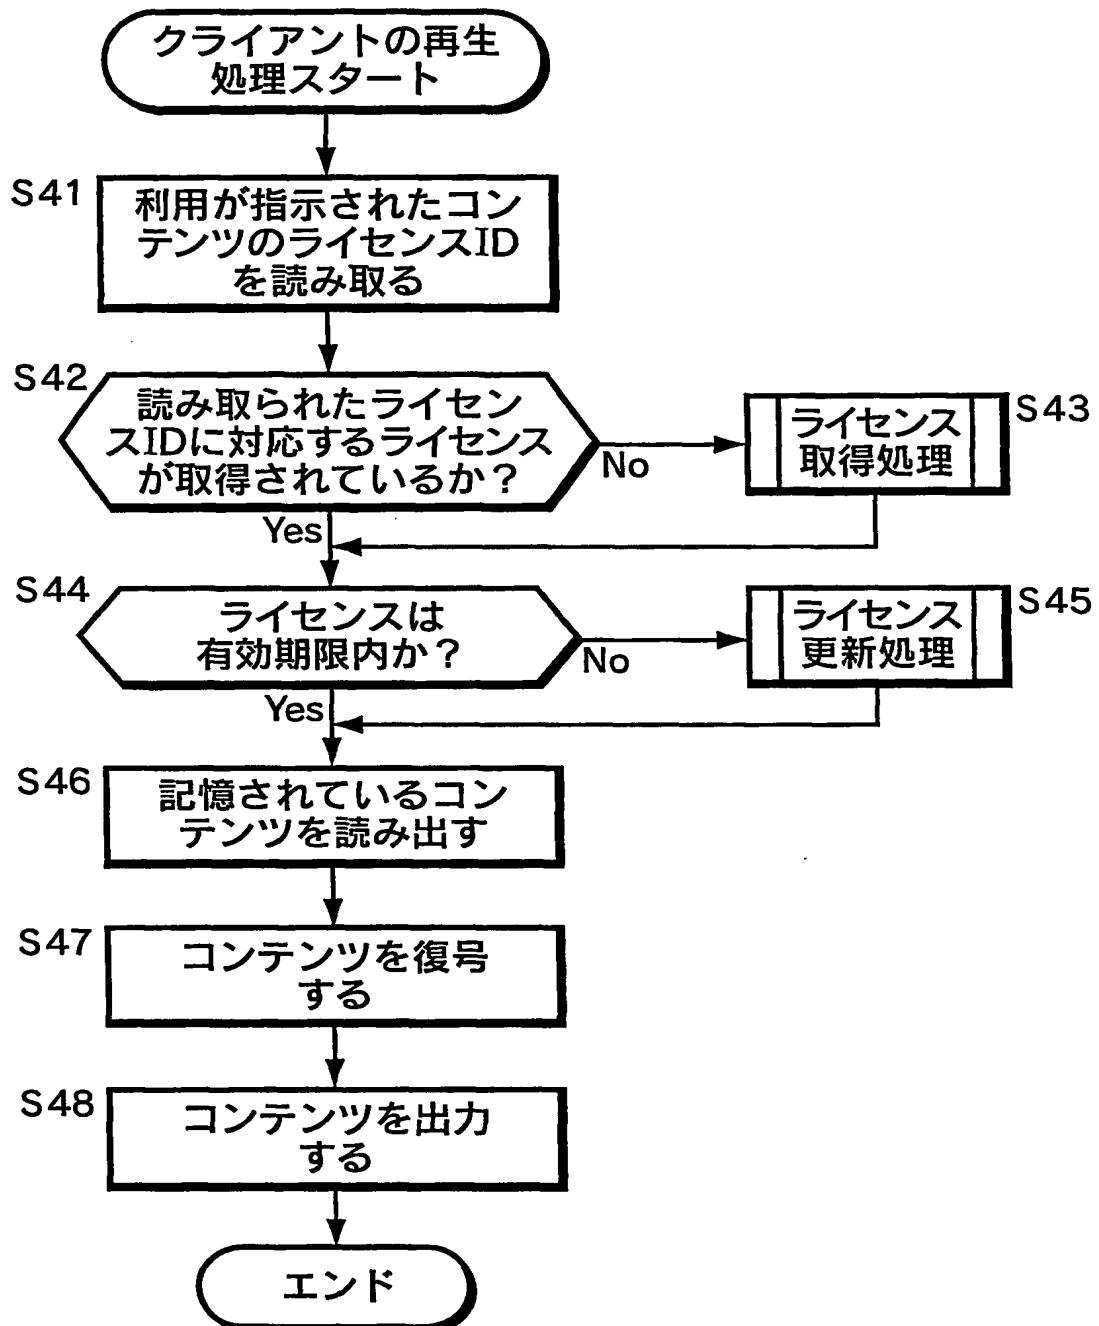 クライアントの再生
処理スタート
S41
利用が指示されたコン
テンツのライセンスID
を読み取る
S42
読み取られたライセン
スIDに対応するライセンス
が取得されているか？
No
S43
ライセンス
取得処理
Yes
S44
ライセンスは
有効期限内か？
No
S45
ライセンス
更新処理
Yes
S46
記憶されているコン
テンツを読み出す
S47
コンテンツを復号
する
S48
コンテンツを出力
する
エンド